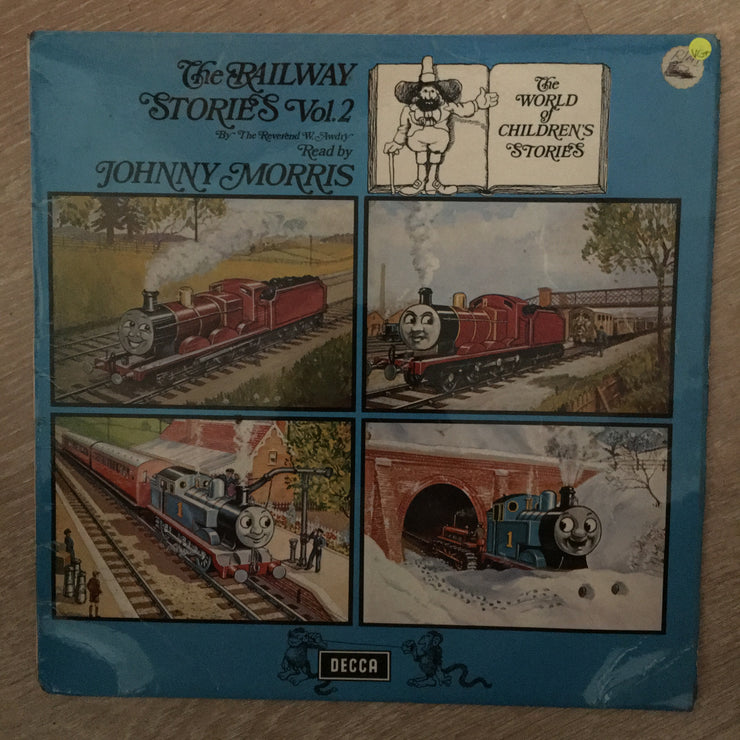 The RAILWAY
STORIES Vol.2
By The Reverend W. Awdry
Read by
JOHNNY MORRIS
The
WORLD
of
CHILDREN'S
STORIES
1
1
DECCA